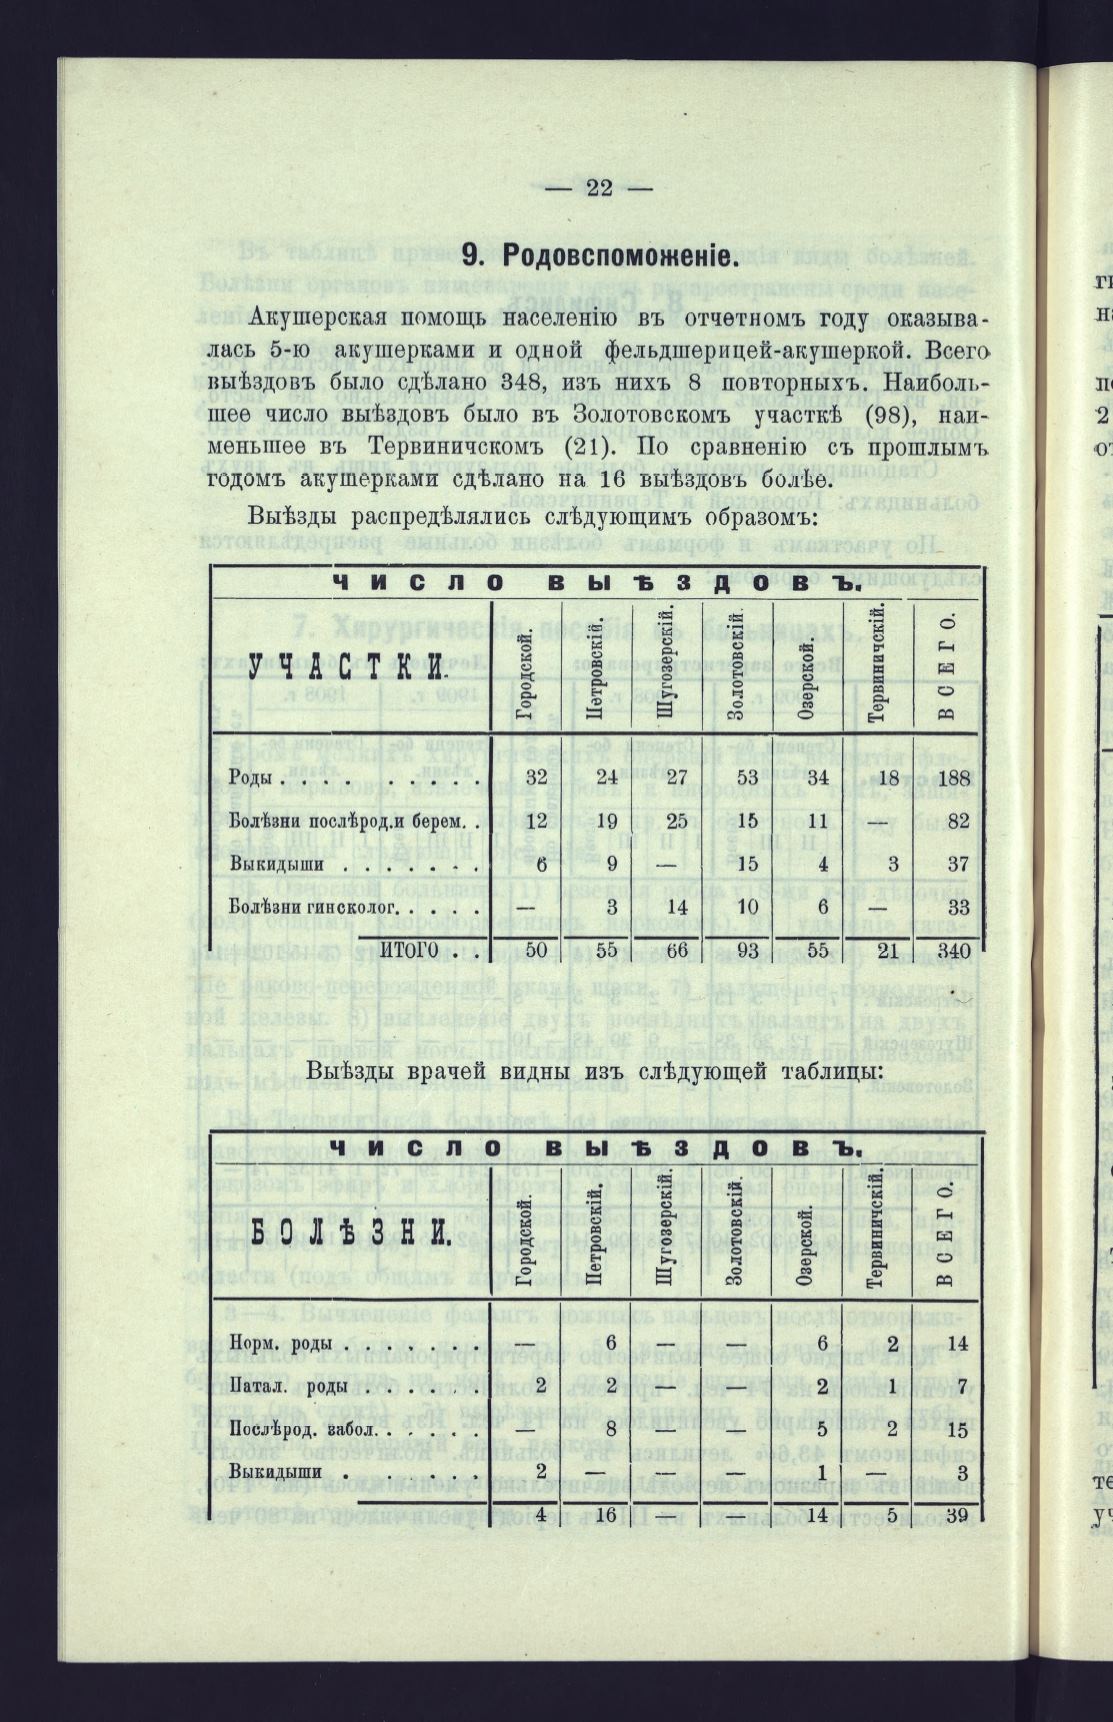 — 22 —
9. Родовспоможеніе.
Акушерская помощь населенію въ отчетномъ году оказыва-
лась 5-ю акушерками и одной фельдшерицей-акушеркой. Всего
выѣздовъ было сдѣлано 348, изъ нихъ 8 повторныхъ. Наиболь-
шее число выѣздовъ было въ Золотовскомъ участкѣ (98), наи-
меньшее въ Тервиничскомъ (21). По сравненію съ прошлымъ
годомъ акушерками сдѣлано на 16 выѣздовъ болѣе.
Выѣзды распредѣлялись слѣдующимъ образомъ:
ЧИСЛО ВЫѢЗДОВЪ.
УЧАСТКИ. Городской. Петровскій. Шугозерскій. Золотовскій. Озерской. Тервиничскій. ВСЕГО.
Роды . . . . . . . . . 32 24 27 53 34 18 188
Болѣзни послѣрод.и берем. . 12 19 25 15 11 — 82
Выкидыши . . . . . . . 6 9 — 15 4 3 37
Болѣзни гинсколог. . . . . — 3 14 10 6 — 33
ИТОГО . . 50 55 66 93 55 21 340
Выѣзды врачей видны изъ слѣдующей таблицы:
ЧИСЛО ВЫѢЗДОВЪ.
БОЛѢЗНИ. Городской. Петровскій. Шугозерскій. Золотовскій. Озерской. Тервиничскій. ВСЕГО.
Норм. роды . . . . . . — 6 — — 6 2 14
Патал. роды . . . . . . 2 2 — — 2 1 7
Послѣрод. забол. . . . . . — 8 — — 5 2 15
Выкидыши . . . . . . 2 — — — 1 — 3
4 16 — — 14 5 39